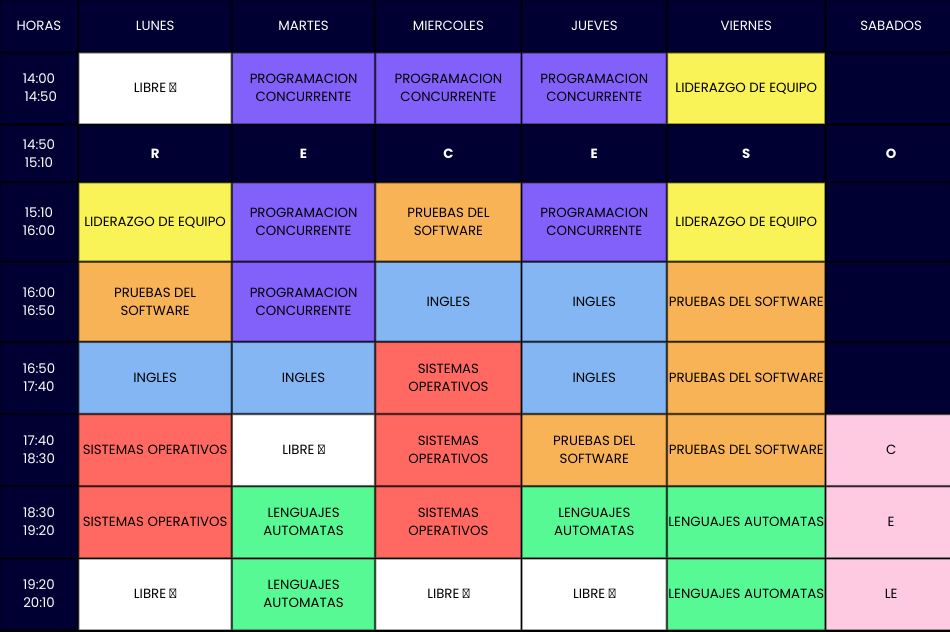 HORAS LUNES MARTES MIERCOLES JUEVES VIERNES SABADOS
14:00
14:50
LIBRE
PROGRAMACION
CONCURRENTE
PROGRAMACION
CONCURRENTE
PROGRAMACION
CONCURRENTE
LIDERAZGO DE EQUIPO
14:50
15:10
R E C E S O
15:10
16:00
LIDERAZGO DE EQUIPO
PROGRAMACION
CONCURRENTE
PRUEBAS DEL
SOFTWARE
PROGRAMACION
CONCURRENTE
LIDERAZGO DE EQUIPO
16:00
16:50
PRUEBAS DEL
SOFTWARE
PROGRAMACION
CONCURRENTE
INGLES
INGLES
PRUEBAS DEL SOFTWARE
16:50
17:40
INGLES
INGLES
SISTEMAS
OPERATIVOS
INGLES
PRUEBAS DEL SOFTWARE
17:40
18:30
SISTEMAS OPERATIVOS
LIBRE
SISTEMAS
OPERATIVOS
PRUEBAS DEL
SOFTWARE
PRUEBAS DEL SOFTWARE
C
18:30
19:20
SISTEMAS OPERATIVOS
LENGUAJES
AUTOMATAS
SISTEMAS
OPERATIVOS
LENGUAJES
AUTOMATAS
LENGUAJES AUTOMATAS
E
19:20
20:10
LIBRE
LENGUAJES
AUTOMATAS
LIBRE
LIBRE
LENGUAJES AUTOMATAS
LE